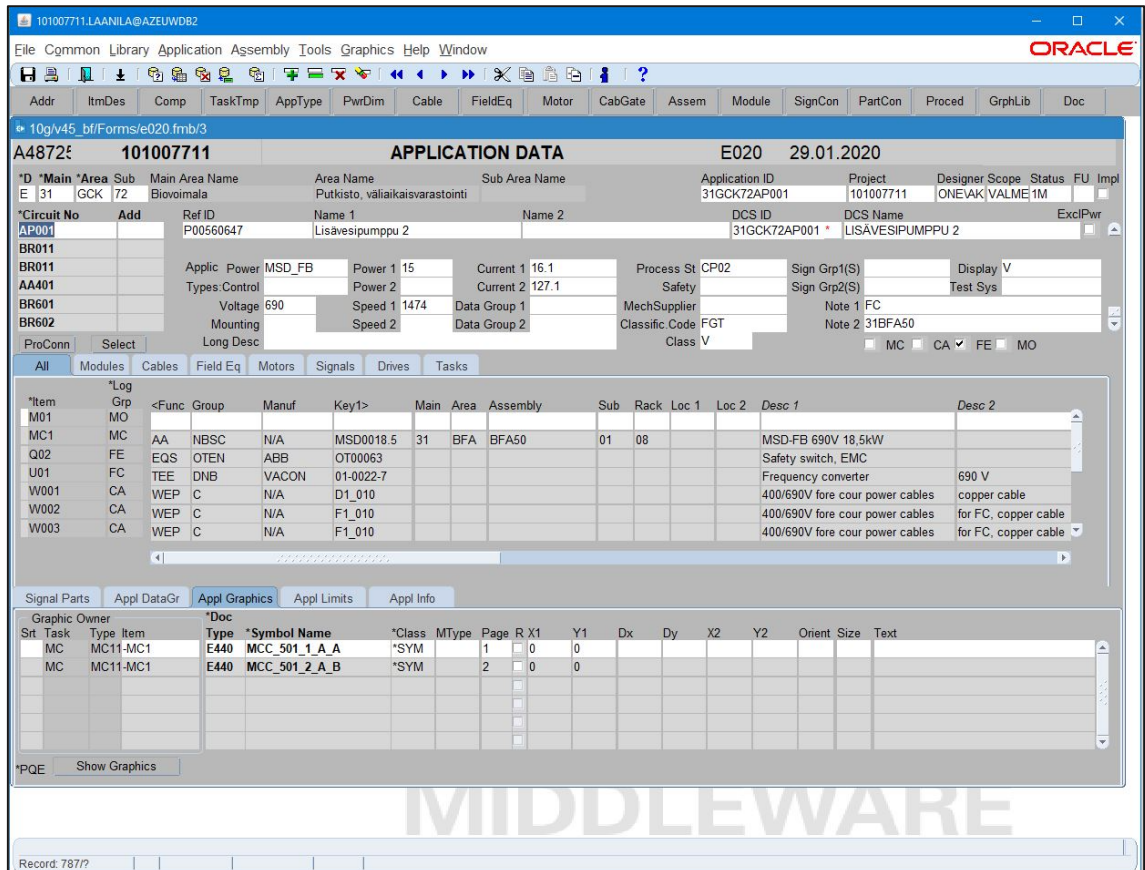 101007711.LAANILA@AZEUWDB2
File Common Library Application Assembly Tools Graphics Help Window
ORACLE
Addr ItmDes Comp TaskTmp AppType PwrDim Cable FieldEq Motor CabGate Assem Module SignCon PartCon Proced GrphLib Doc
10g/v45_bf/Forms/e020.fmb/3
A48725 101007711 APPLICATION DATA E020 29.01.2020
*D *Main *Area Sub Main Area Name Area Name Sub Area Name Application ID Project Designer Scope Status FU Impl
E 31 GCK 72 Biovoimala Putkisto, väliaikaisvarastointi 31GCK72AP001 101007711 ONEVAK VALME 1M
*Circuit No Add Ref ID Name 1 Name 2 DCS ID DCS Name ExclPwr
AP001 P00560647 Lisävesipumppu 2 31GCK72AP001 * LISÄVESIPUMPPU 2
BR011
BR011 Applic Power MSD_FB Power 1 15 Current 1 16.1 Process St CP02 Sign Grp1(S) Display V
AA401 Types:Control Power 2 Current 2 127.1 Safety Sign Grp2(S) Test Sys
BR601 Voltage 690 Speed 1 1474 Data Group 1 MechSupplier Note 1 FC
BR602 Mounting Speed 2 Data Group 2 Classific.Code FGT Note 2 31BFA50
ProConn Select Long Desc Class V MC CA FE MO
All Modules Cables Field Eq Motors Signals Drives Tasks
*Item *Log Grp <Func Group Manuf Key1> Main Area Assembly Sub Rack Loc 1 Loc 2 Desc 1 Desc 2
M01 MO
MC1 MC AA NBSC N/A MSD0018.5 31 BFA BFA50 01 08 MSD-FB 690V 18,5kW
Q02 FE EQS OTEN ABB OT00063 Safety switch, EMC
U01 FC TEE DNB VACON 01-0022-7 Frequency converter 690 V
W001 CA WEP C N/A D1_010 400/690V fore cour power cables copper cable
W002 CA WEP C N/A F1_010 400/690V fore cour power cables for FC, copper cable
W003 CA WEP C N/A F1_010 400/690V fore cour power cables for FC, copper cable
Signal Parts Appl DataGr Appl Graphics Appl Limits Appl Info
Graphic Owner *Doc
Srt Task Type Item Type *Symbol Name *Class MType Page R X1 Y1 Dx Dy X2 Y2 Orient Size Text
MC MC11 -MC1 E440 MCC_501_1_A_A *SYM 1 0 0
MC MC11 -MC1 E440 MCC_501_2_A_B *SYM 2 0 0
*PQE Show Graphics
MIDDLEWARE
Record: 787/?